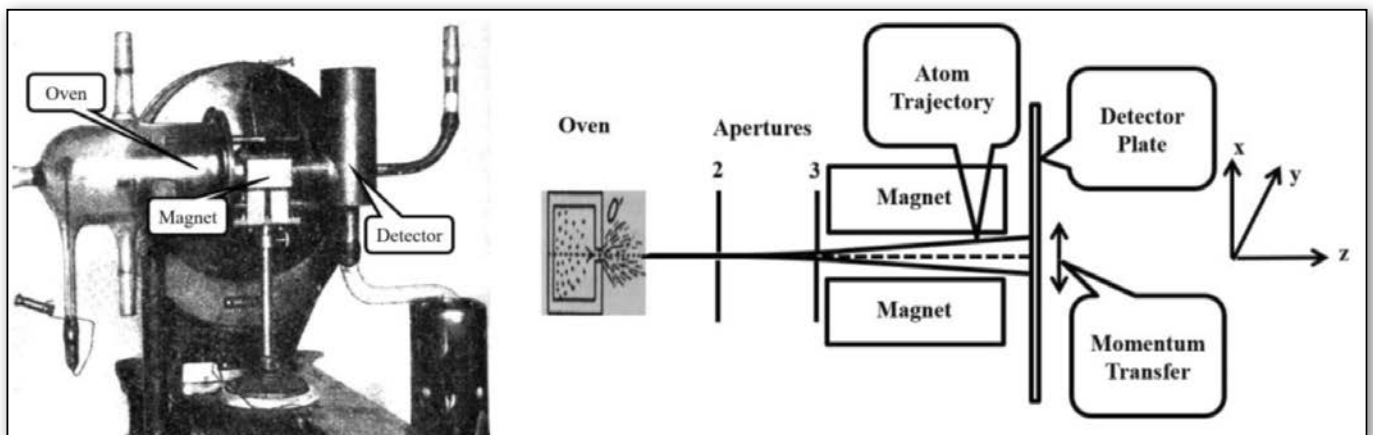 Oven
Magnet
Detector
Oven
Apertures
2
3
Atom
Trajectory
Magnet
Magnet
Detector
Plate
Momentum
Transfer
x
y
z